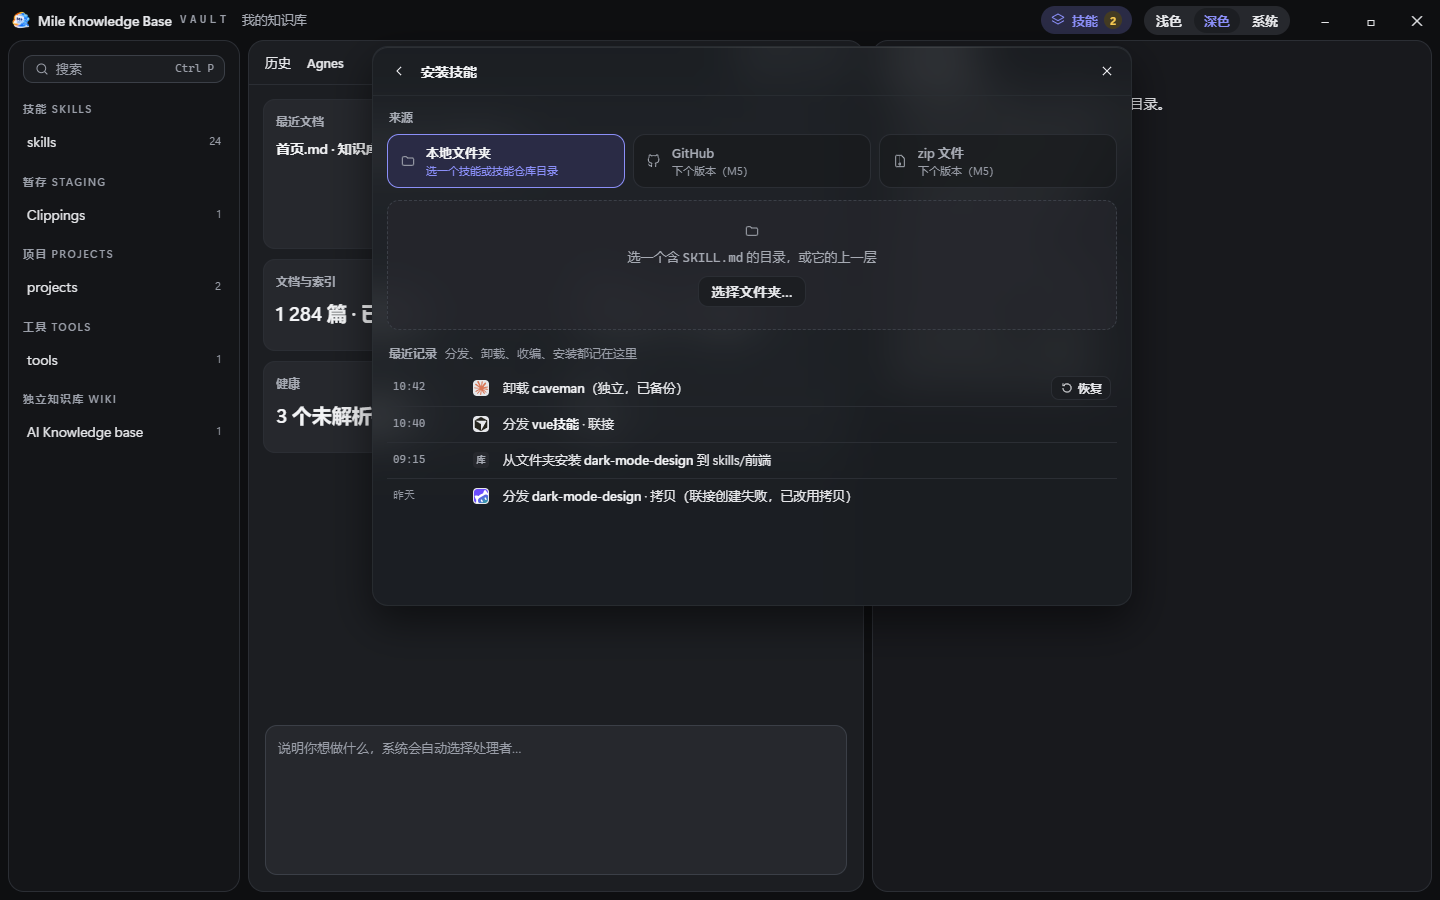 Mile Knowledge Base VAULT 我的知识库
技能 2
浅色 深色 系统
搜索 Ctrl P
技能 SKILLS
skills 24
暂存 STAGING
Clippings 1
项目 PROJECTS
projects 2
工具 TOOLS
tools 1
独立知识库 WIKI
AI Knowledge base 1
历史 Agnes
最近文档
首页.md · 知识
文档与索引
1 284 篇 ·
健康
3 个未解析
说明你想做什么，系统会自动选择处理者...
目录。
安装技能
来源
本地文件夹
选一个技能或技能仓库目录
GitHub
下个版本（M5）
zip 文件
下个版本（M5）
选一个含 SKILL.md 的目录，或它的上一层
选择文件夹...
最近记录 分发、卸载、收编、安装都记在这里
10:42 卸载 caveman（独立，已备份） 恢复
10:40 分发 vue技能 · 联接
09:15 库 从文件夹安装 dark-mode-design 到 skills/前端
昨天 分发 dark-mode-design · 拷贝（联接创建失败，已改用拷贝）